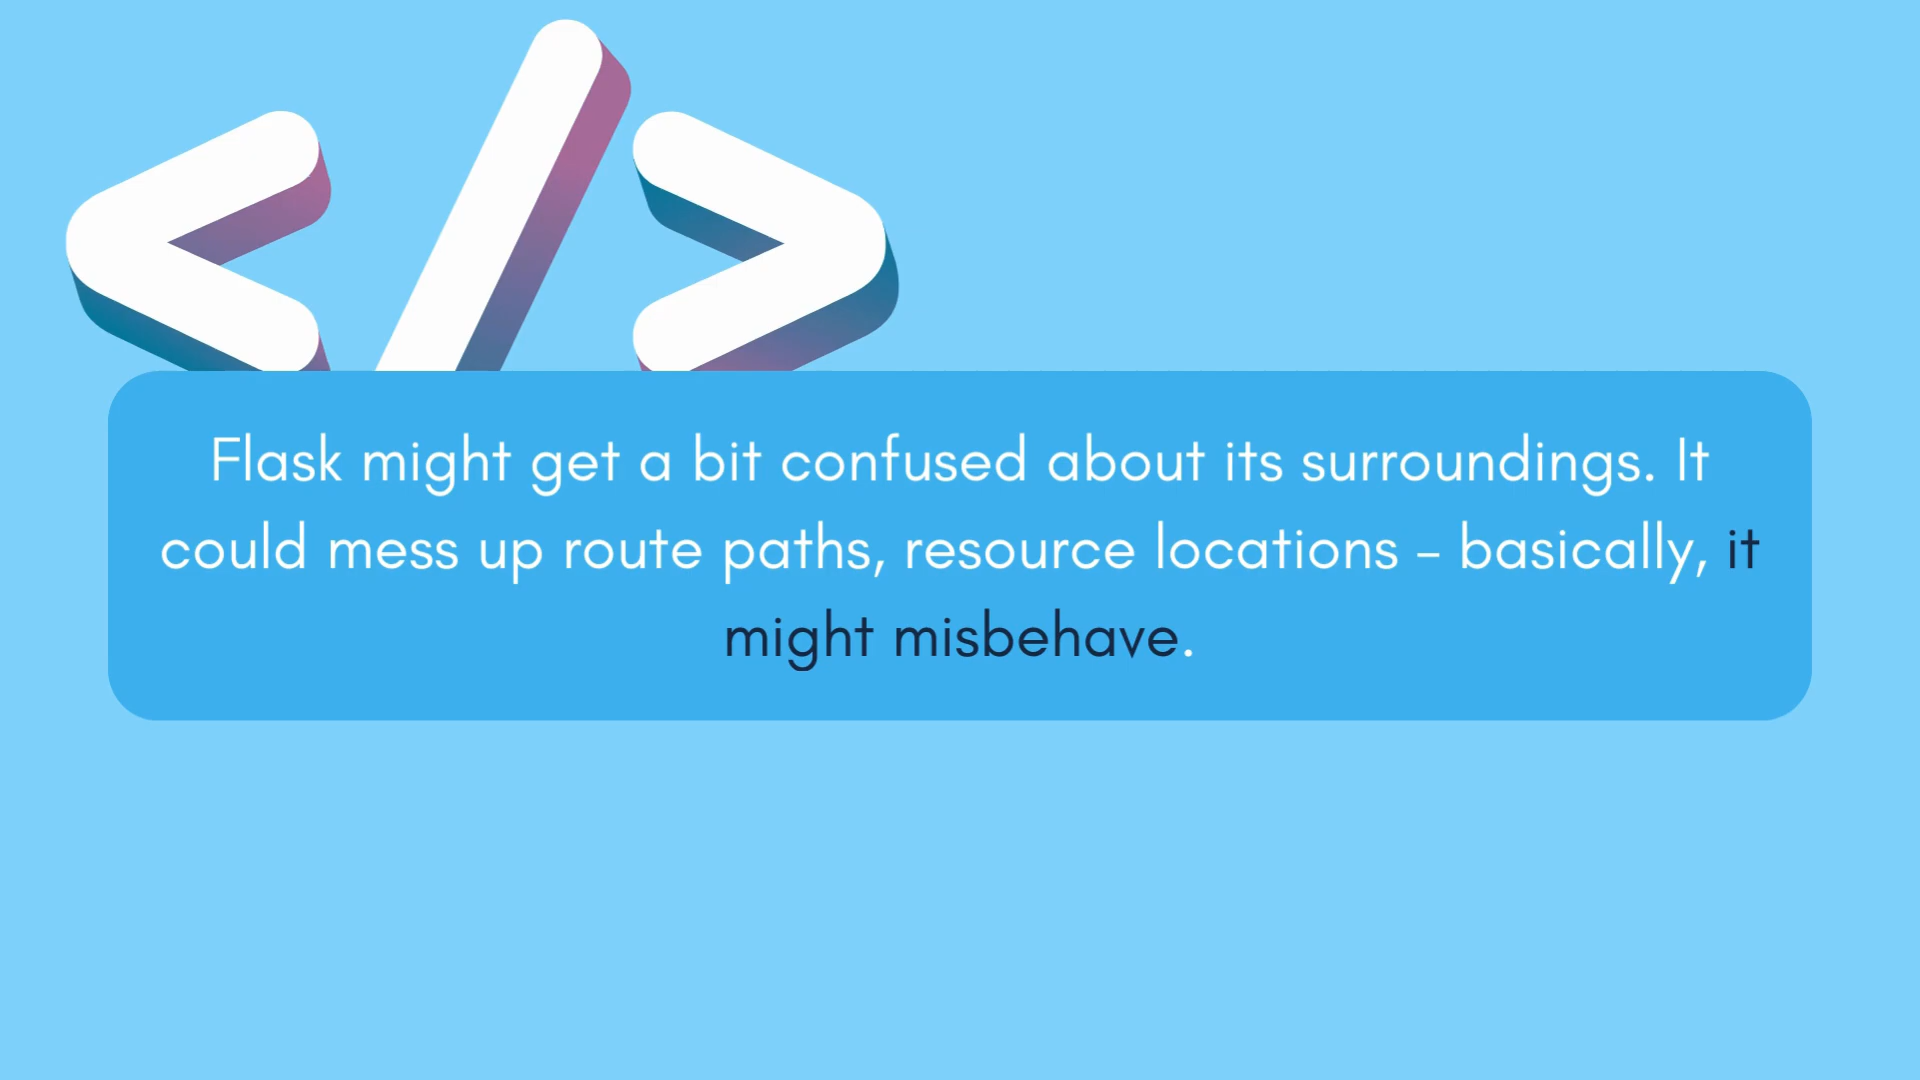 Flask might get a bit confused about its surroundings. It
could mess up route paths, resource locations – basically, it
might misbehave.